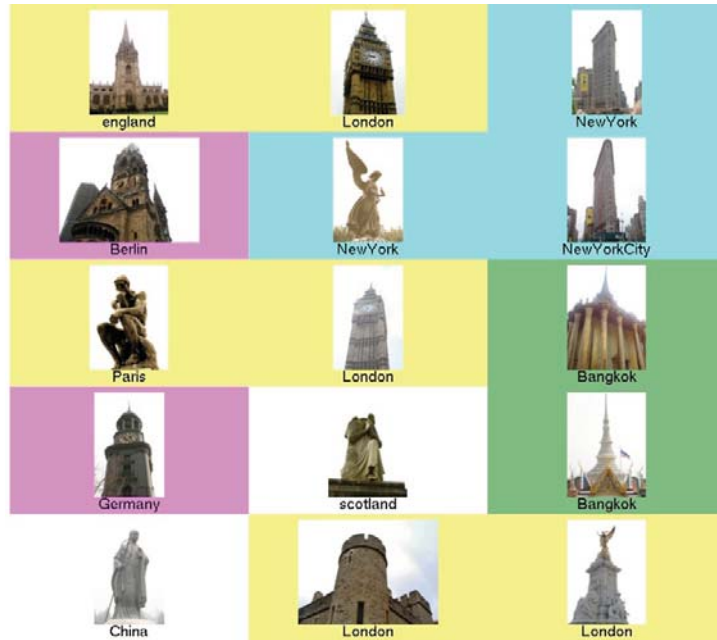 england
London
NewYork
Berlin
NewYork
NewYorkCity
Paris
London
Bangkok
Germany
scotland
Bangkok
China
London
London